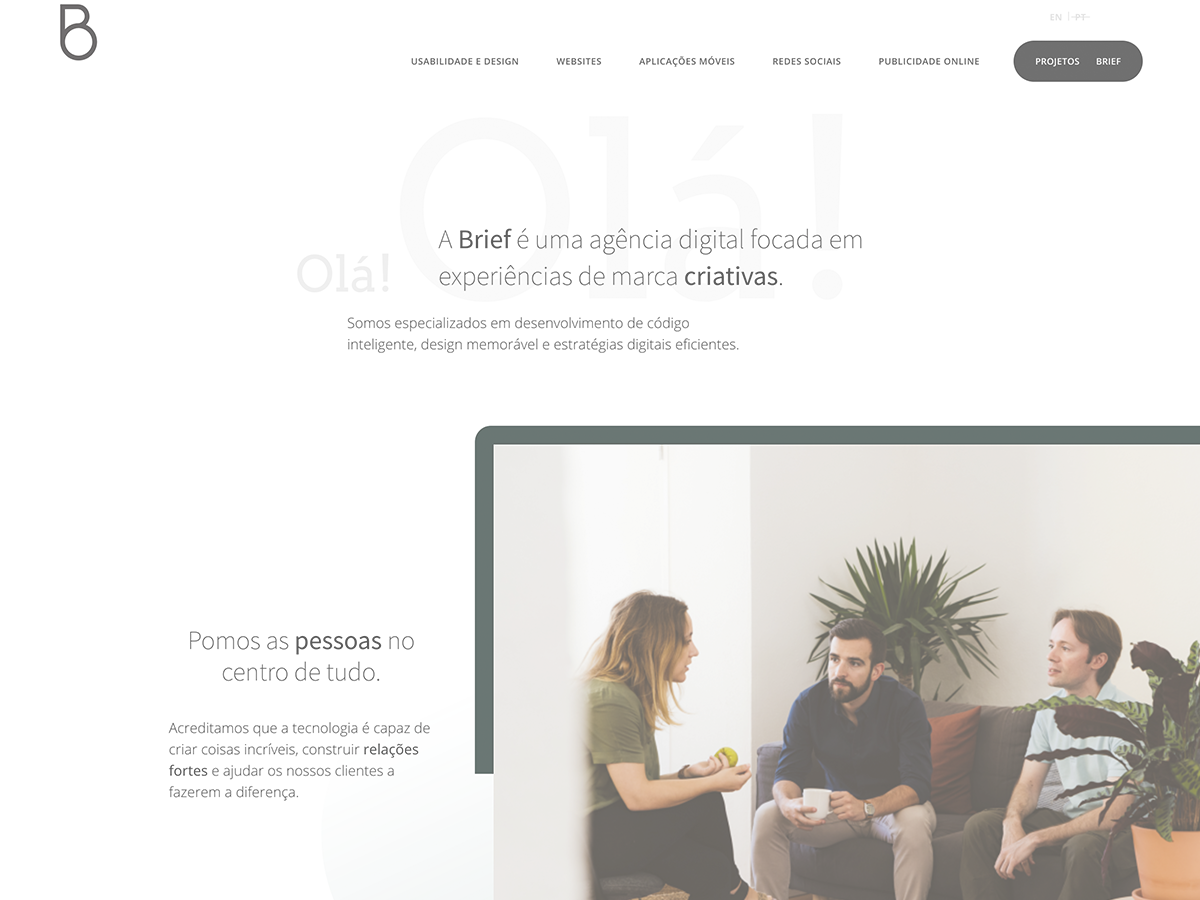 B
EN | PT
USABILIDADE E DESIGN
WEBSITES
APLICAÇÕES MÓVEIS
REDES SOCIAIS
PUBLICIDADE ONLINE
PROJETOS
BRIEF
Olá!
Olá!
A Brief é uma agência digital focada em
experiências de marca criativas.
Somos especializados em desenvolvimento de código
inteligente, design memorável e estratégias digitais eficientes.
Pomos as pessoas no
centro de tudo.
Acreditamos que a tecnologia é capaz de
criar coisas incríveis, construir relações
fortes e ajudar os nossos clientes a
fazerem a diferença.